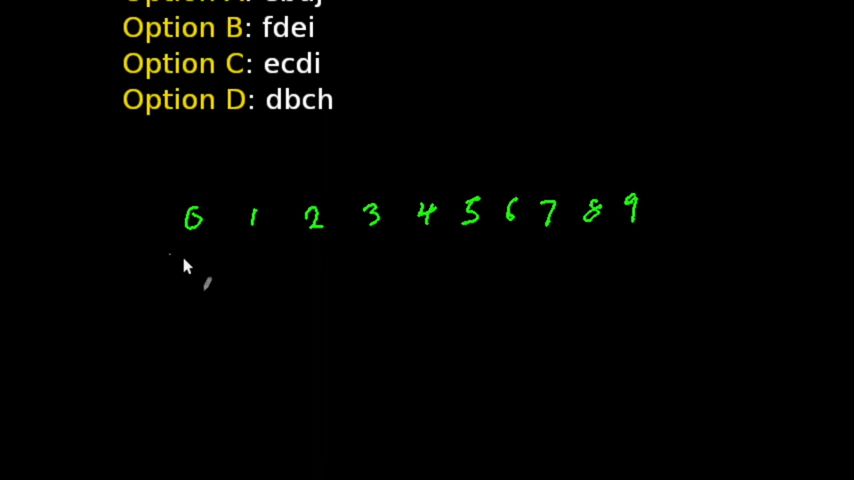 Option B: fdei
Option C: ecdi
Option D: dbch
0 1 2 3 4 5 6 7 8 9